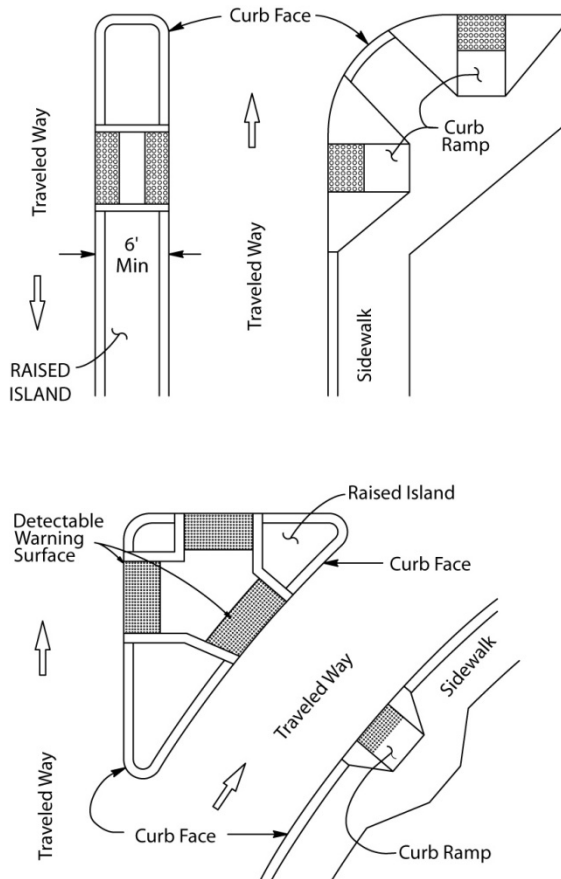 Curb Face
Traveled Way
Curb
Ramp
6'
Min
Traveled Way
Sidewalk
RAISED
ISLAND
Raised Island
Detectable
Warning
Surface
Curb Face
Sidewalk
Traveled Way
Traveled Way
Curb Face
Curb Ramp